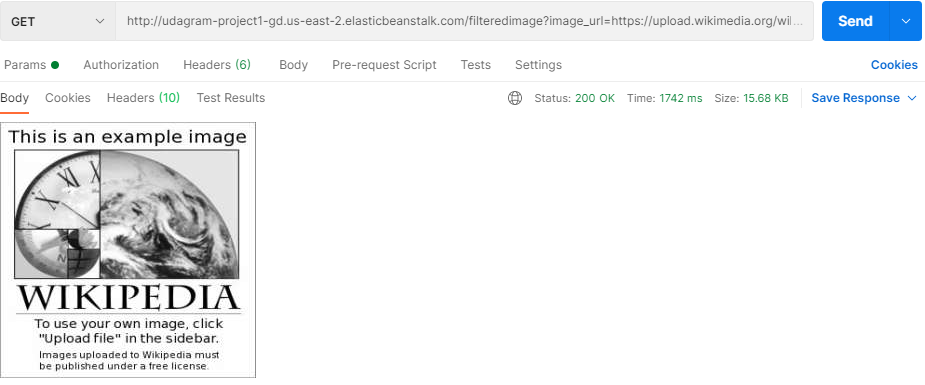 GET http://udagram-project1-gd.us-east-2.elasticbeanstalk.com/filteredimage?image_url=https://upload.wikimedia.org/wi... Send
Params Authorization Headers (6) Body Pre-request Script Tests Settings Cookies
Body Cookies Headers (10) Test Results Status: 200 OK Time: 1742 ms Size: 15.68 KB Save Response
This is an example image
WIKIPEDIA
To use your own image, click
"Upload file" in the sidebar.
Images uploaded to Wikipedia must
be published under a free license.